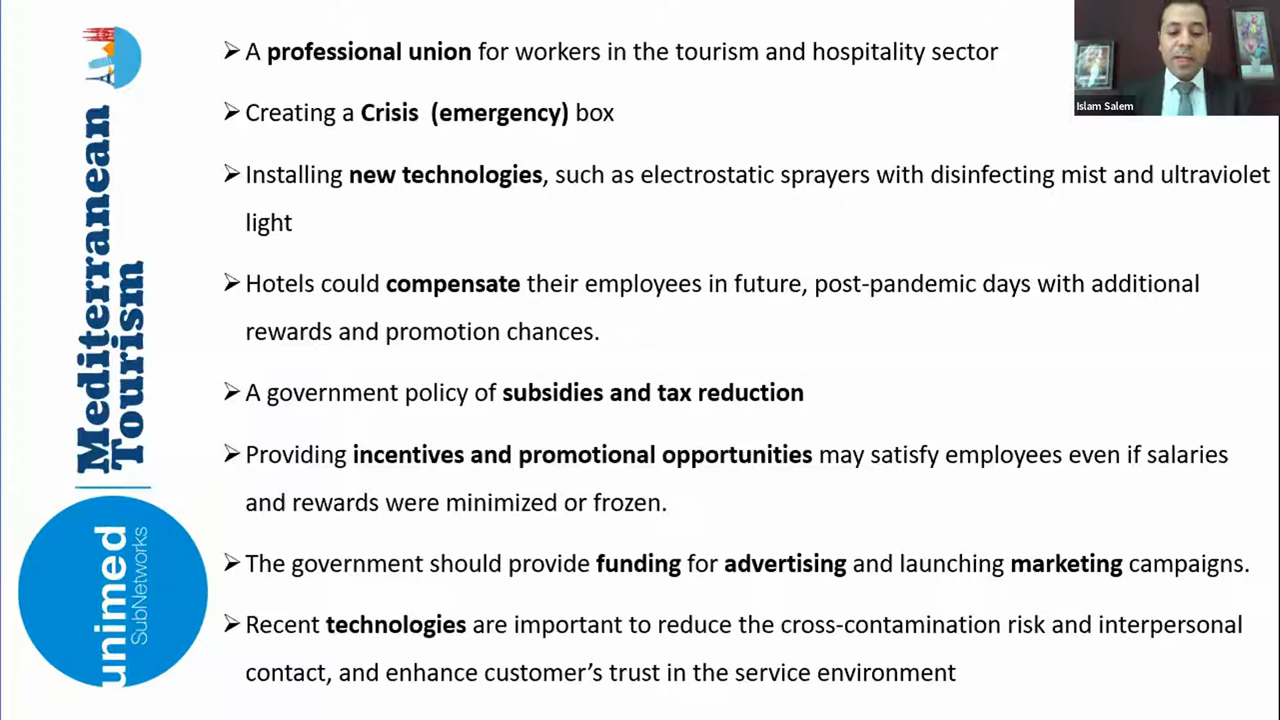 A professional union for workers in the tourism and hospitality sector
Creating a Crisis (emergency) box
Installing new technologies, such as electrostatic sprayers with disinfecting mist and ultraviolet
light
Hotels could compensate their employees in future, post-pandemic days with additional
rewards and promotion chances.
A government policy of subsidies and tax reduction
Providing incentives and promotional opportunities may satisfy employees even if salaries
and rewards were minimized or frozen.
The government should provide funding for advertising and launching marketing campaigns.
Recent technologies are important to reduce the cross-contamination risk and interpersonal
contact, and enhance customer’s trust in the service environment
Islam Salem
Mediterranean
Tourism
unimed
SubNetworks